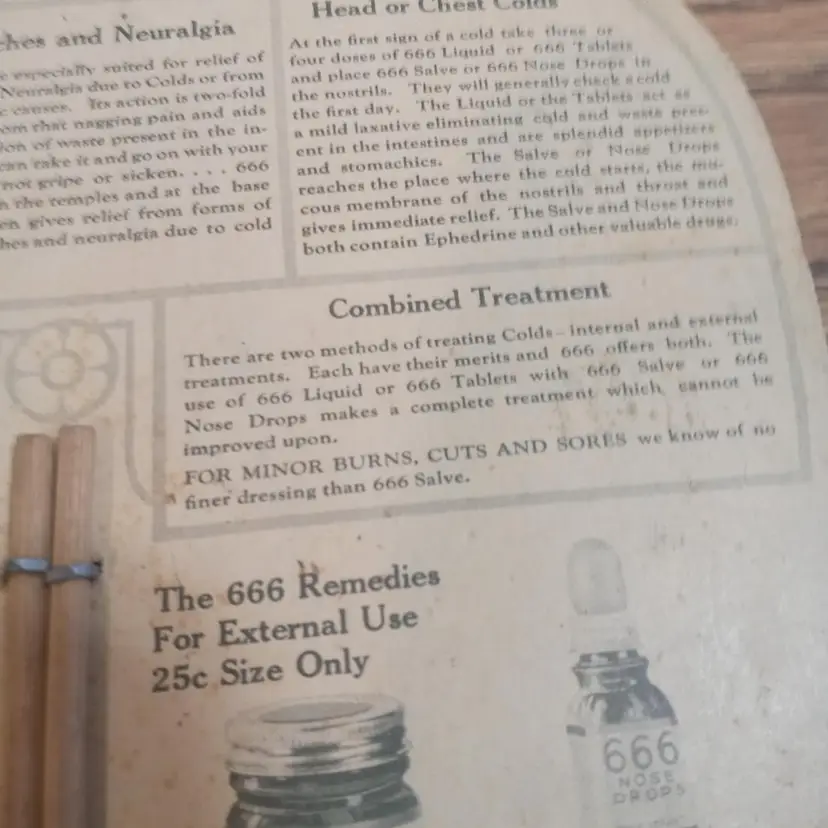 ches and Neuralgia
especially suited for relief of
Neuralgia due to Colds or from
causes. Its action is two-fold
from that nagging pain and aids
ion of waste present in the in-
can take it and go on with your
not gripe or sicken. . . . 666
the temples and at the base
en gives relief from forms of
hes and neuralgia due to cold
Head or Chest Colds
At the first sign of a cold take three or
four doses of 666 Liquid or 666 Tablets
and place 666 Salve or 666 Nose Drops in
the nostrils. They will generally check a cold
the first day. The Liquid or the Tablets act as
a mild laxative eliminating cold and waste pres-
ent in the intestines and are splendid appetizers
and stomachics. The Salve or Nose Drops
reaches the place where the cold starts, the mu-
cous membrane of the nostrils and throat and
gives immediate relief. The Salve and Nose Drops
both contain Ephedrine and other valuable drugs.
Combined Treatment
There are two methods of treating Colds—internal and external
treatments. Each have their merits and 666 offers both. The
use of 666 Liquid or 666 Tablets with 666 Salve or 666
Nose Drops makes a complete treatment which cannot be
improved upon.
FOR MINOR BURNS, CUTS AND SORES we know of no
finer dressing than 666 Salve.
The 666 Remedies
For External Use
25c Size Only
666
NOSE
DROPS